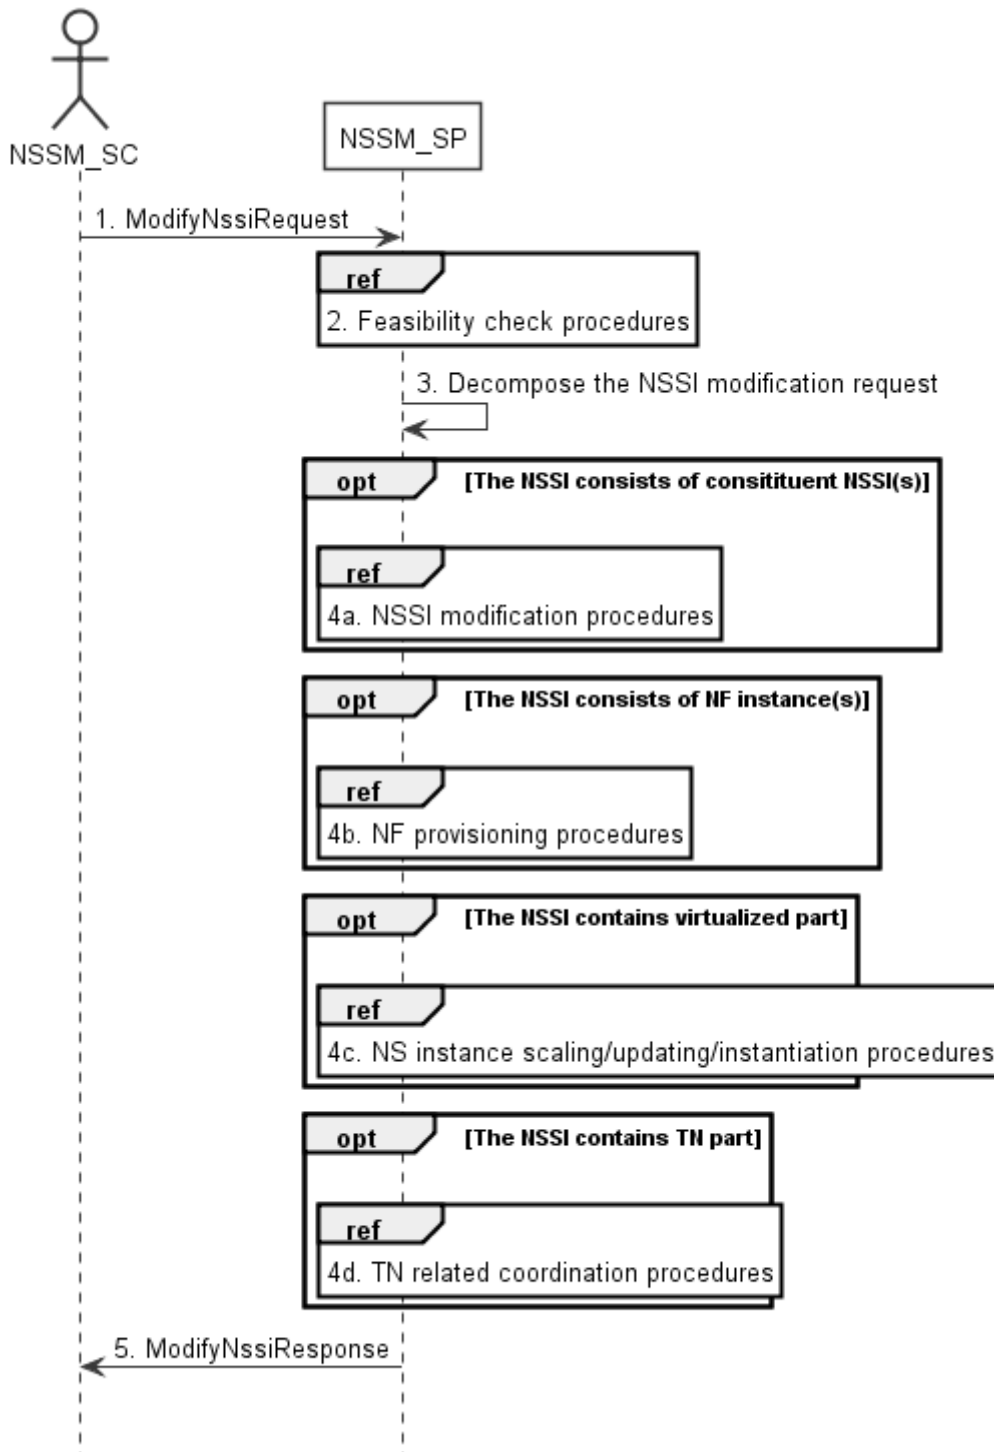 NSSM_SC
NSSM_SP
1. ModifyNssiRequest
ref
2. Feasibility check procedures
3. Decompose the NSSI modification request
opt [The NSSI consists of consitituent NSSI(s)]
ref
4a. NSSI modification procedures
opt [The NSSI consists of NF instance(s)]
ref
4b. NF provisioning procedures
opt [The NSSI contains virtualized part]
ref
4c. NS instance scaling/updating/instantiation procedures
opt [The NSSI contains TN part]
ref
4d. TN related coordination procedures
5. ModifyNssiResponse